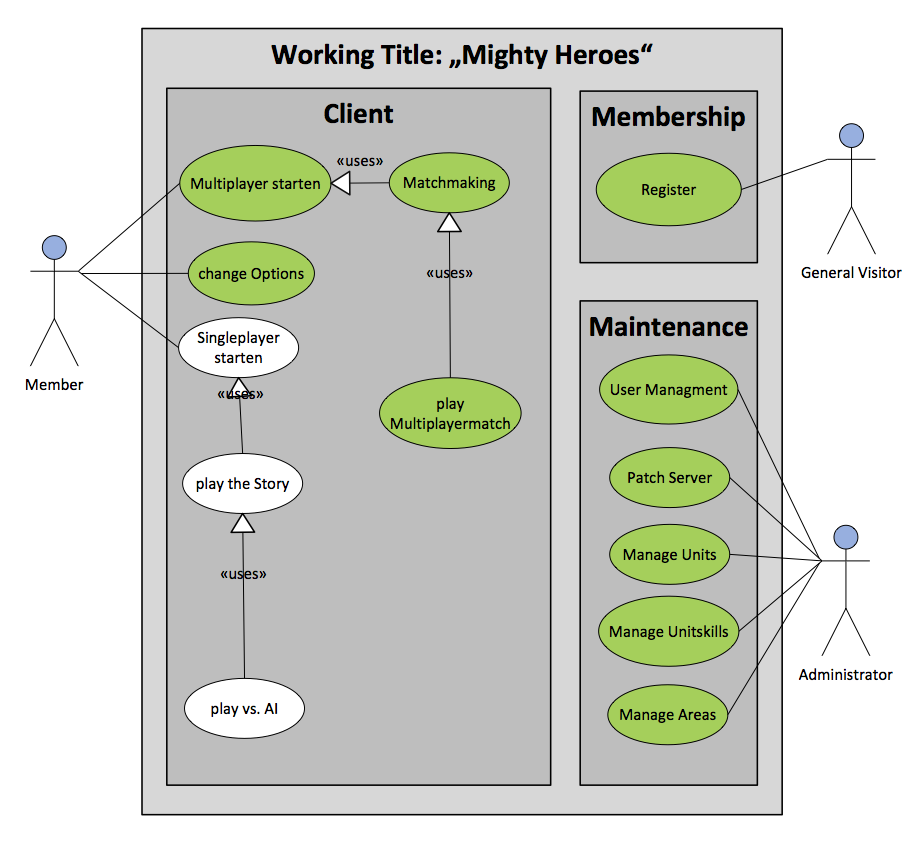 Working Title: „Mighty Heroes“
Client
Multiplayer starten
«uses»
Matchmaking
«uses»
change Options
Singleplayer
starten
«uses»
play
Multiplayermatch
play the Story
«uses»
play vs. AI
Member
Membership
Register
General Visitor
Maintenance
User Managment
Patch Server
Manage Units
Manage Unitskills
Manage Areas
Administrator